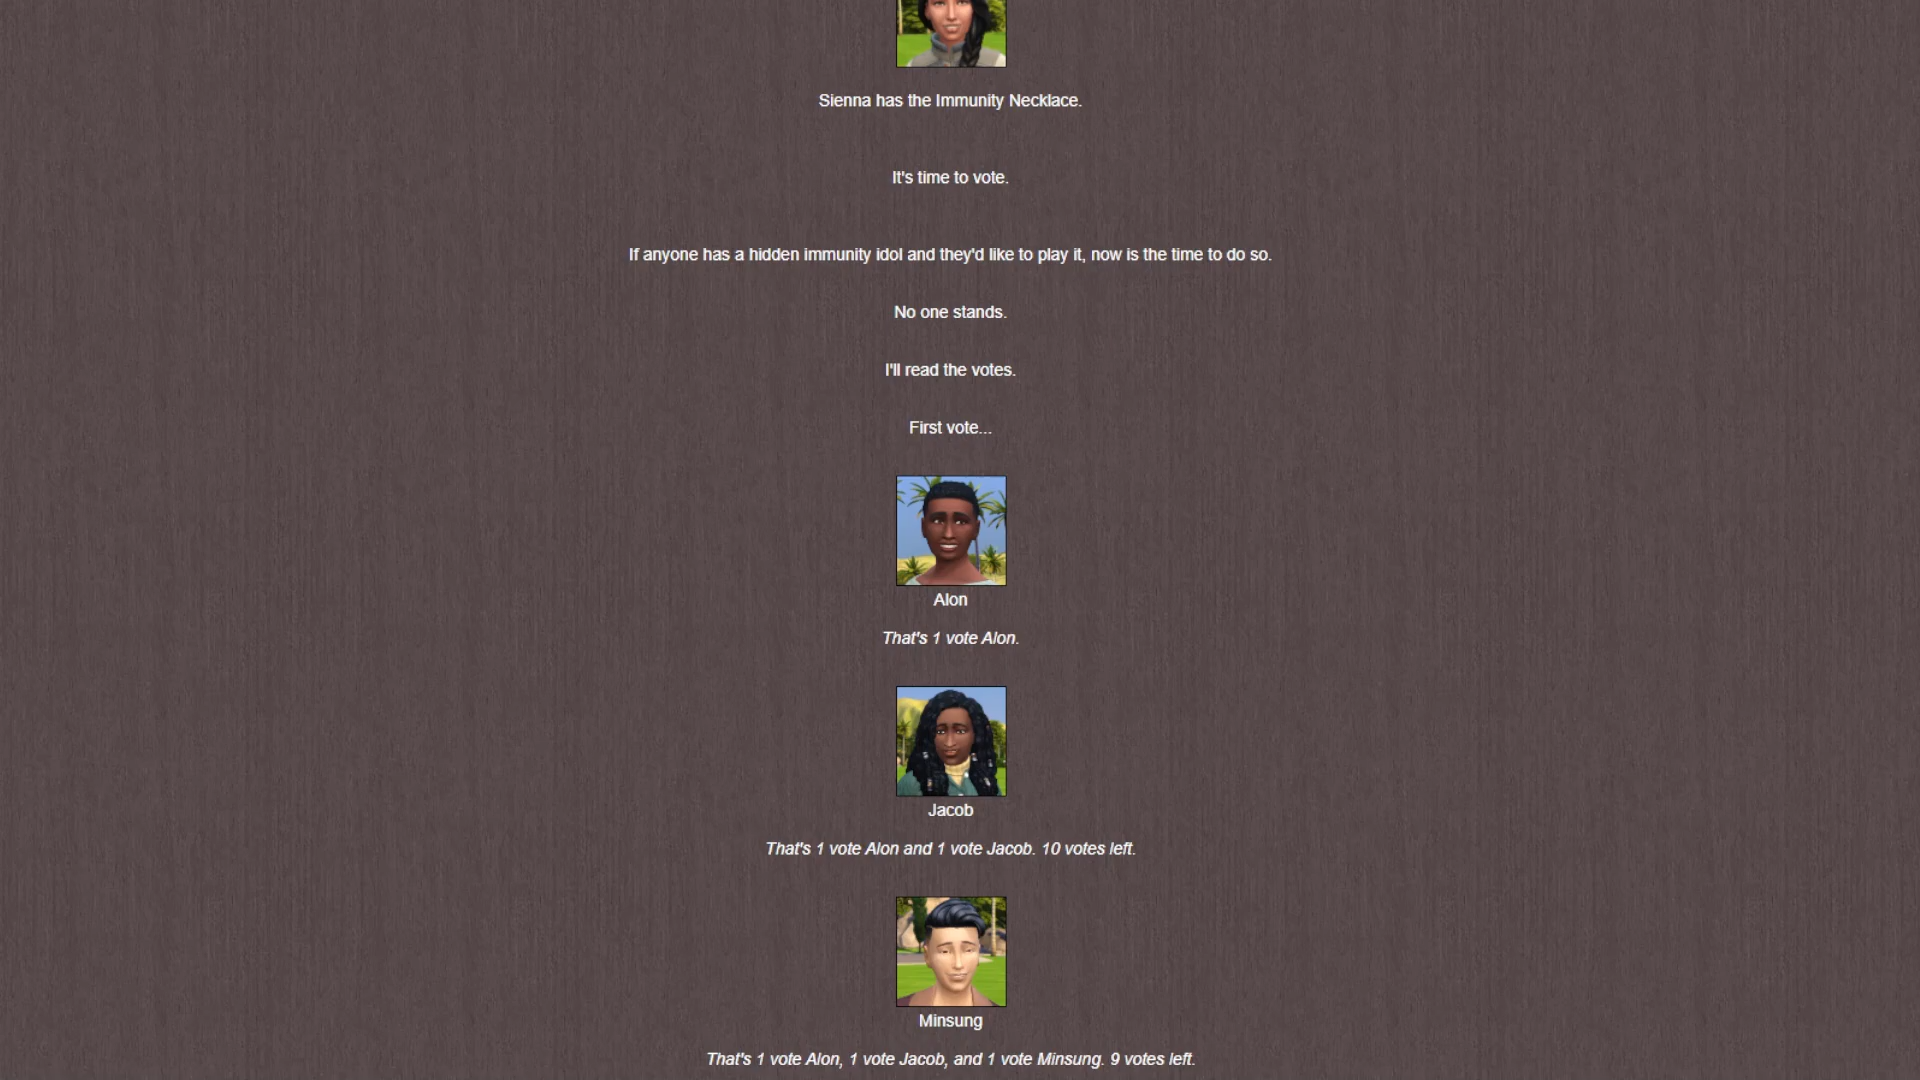 Sienna has the Immunity Necklace.
It's time to vote.
If anyone has a hidden immunity idol and they'd like to play it, now is the time to do so.
No one stands.
I'll read the votes.
First vote...
Alon
That's 1 vote Alon.
Jacob
That's 1 vote Alon and 1 vote Jacob. 10 votes left.
Minsung
That's 1 vote Alon, 1 vote Jacob, and 1 vote Minsung. 9 votes left.